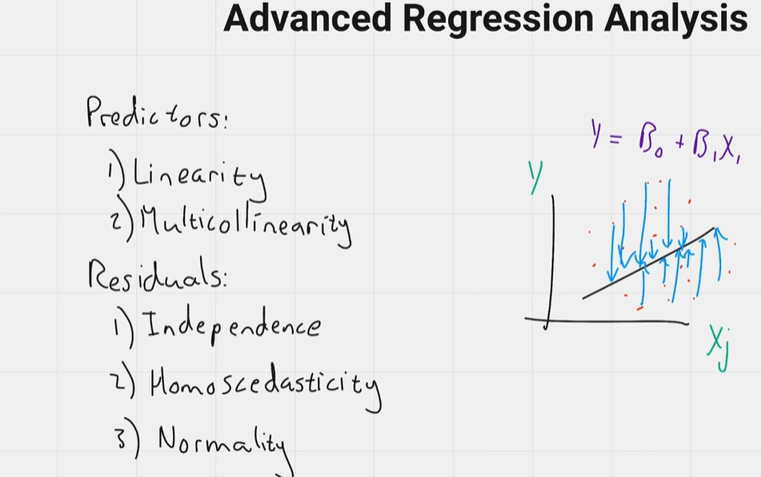 Advanced Regression Analysis
Predictors:
1) Linearity
2) Multicollinearity
Residuals:
1) Independence
2) Homoscedasticity
3) Normality
y = B₀ + B₁X₁
y
Xj